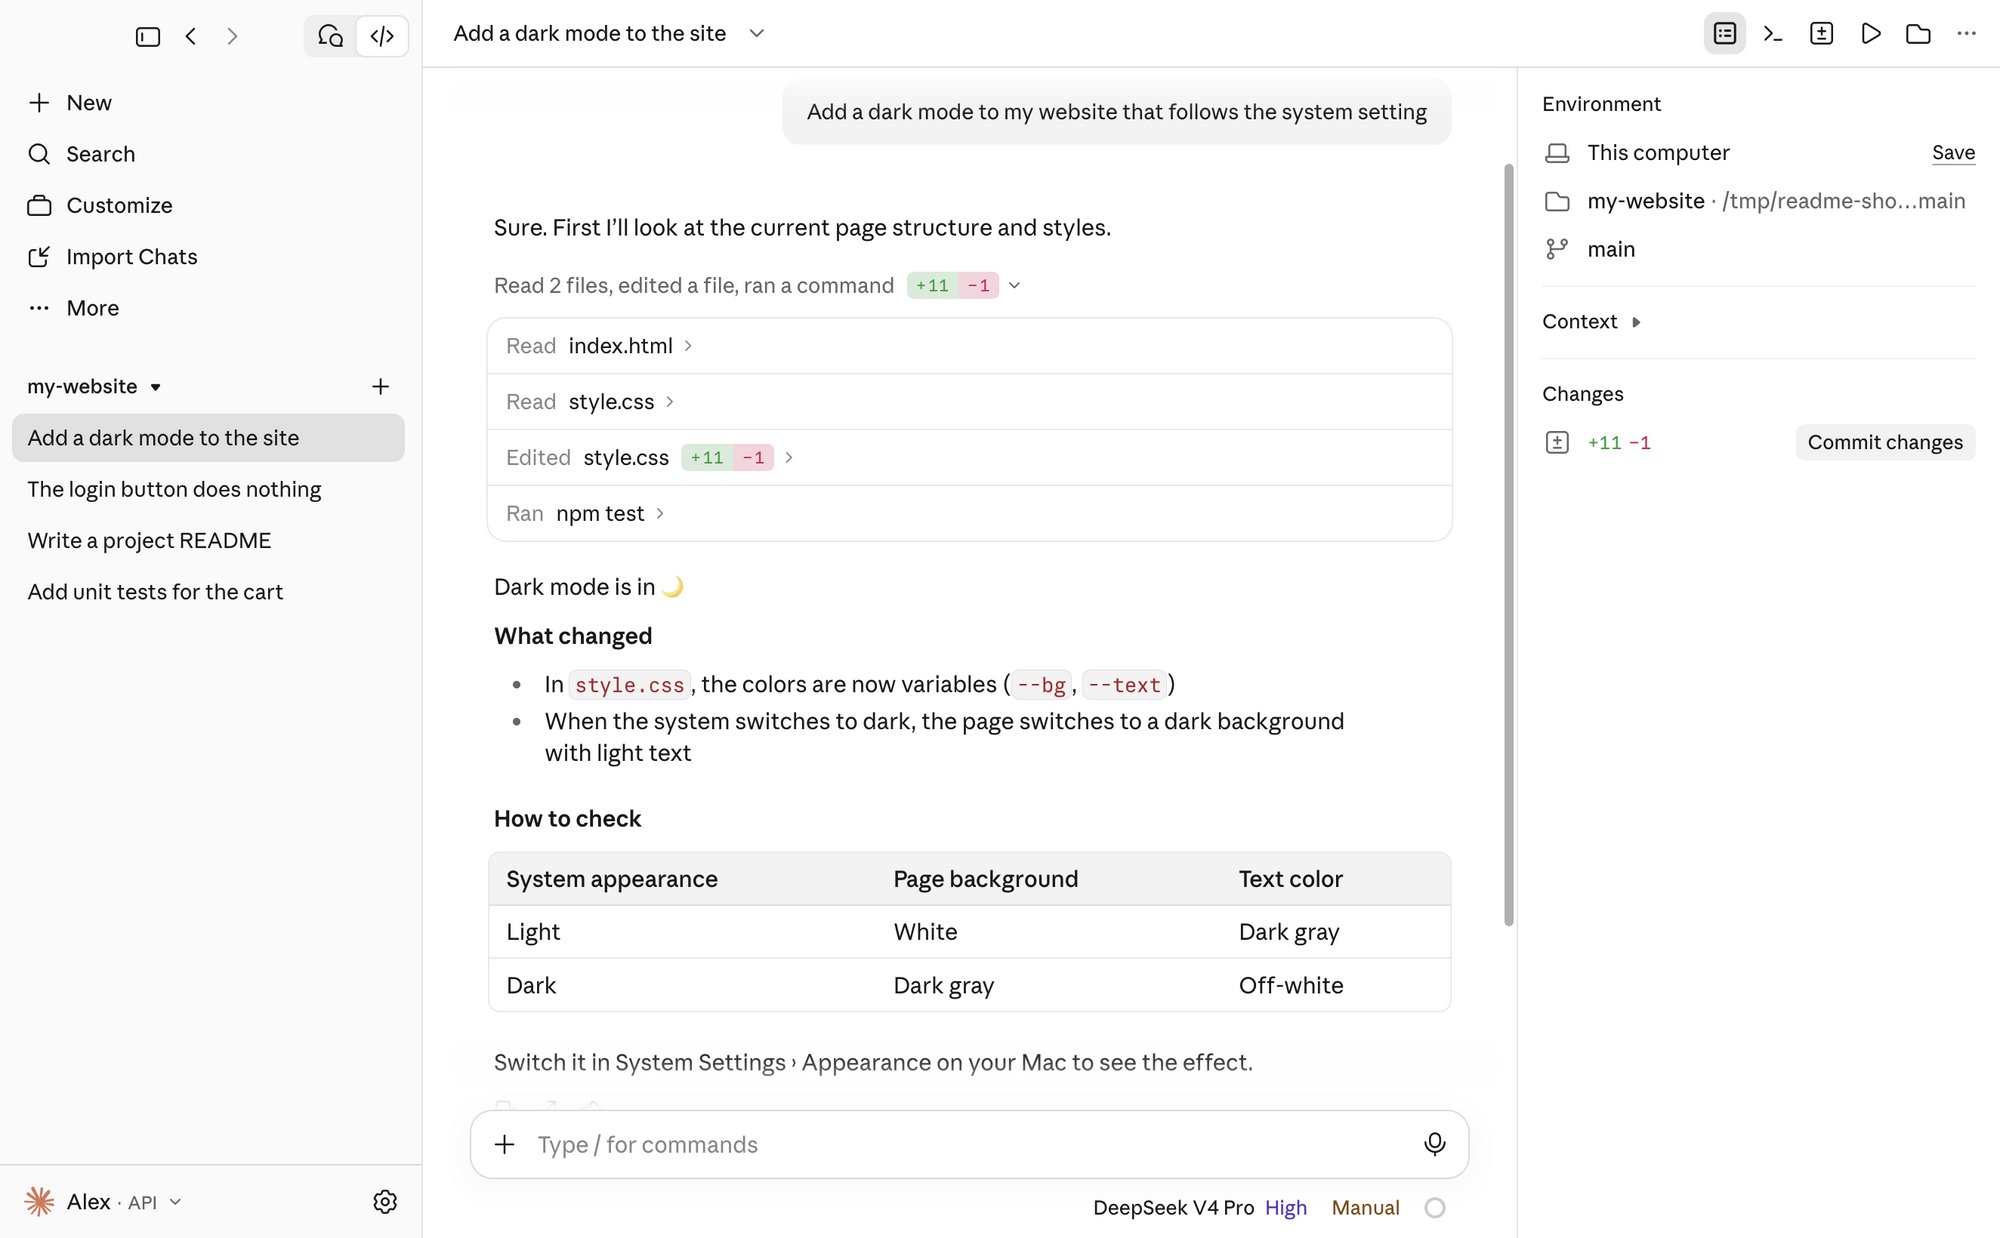 Add a dark mode to the site
New
Search
Customize
Import Chats
More
my-website
Add a dark mode to the site
The login button does nothing
Write a project README
Add unit tests for the cart
Alex · API
Add a dark mode to my website that follows the system setting
Sure. First I’ll look at the current page structure and styles.
Read 2 files, edited a file, ran a command +11 -1
Read index.html
Read style.css
Edited style.css +11 -1
Ran npm test
Dark mode is in 🌙
What changed
• In style.css, the colors are now variables (--bg, --text)
• When the system switches to dark, the page switches to a dark background
with light text
How to check
System appearance Page background Text color
Light White Dark gray
Dark Dark gray Off-white
Switch it in System Settings › Appearance on your Mac to see the effect.
Type / for commands
DeepSeek V4 Pro High Manual
Environment
This computer Save
my-website · /tmp/readme-sho...main
main
Context
Changes
+11 -1 Commit changes